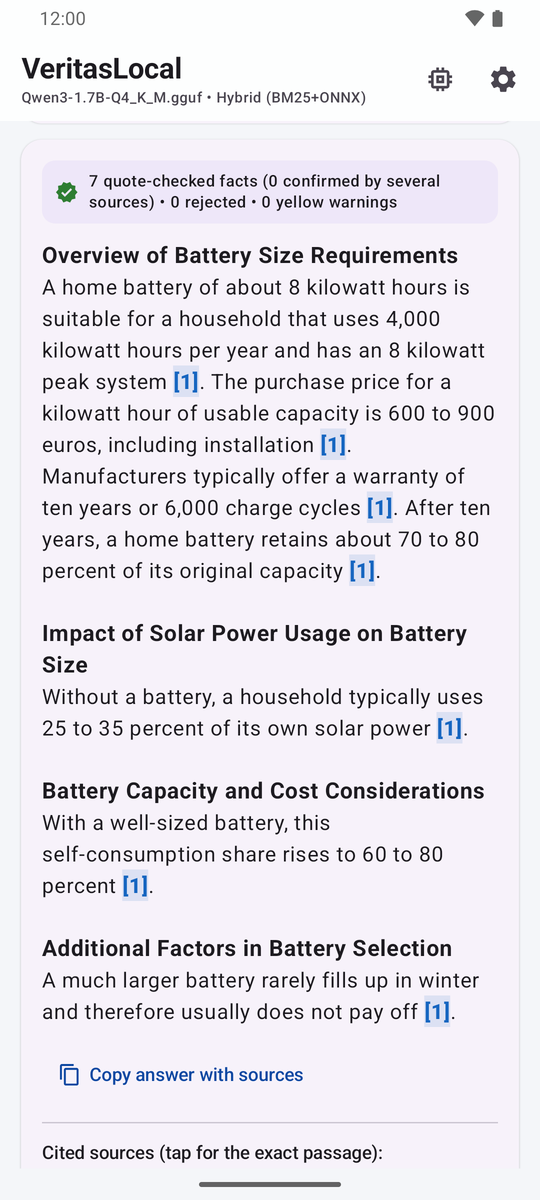 12:00
VeritasLocal
Qwen3-1.7B-Q4_K_M.gguf • Hybrid (BM25+ONNX)
7 quote-checked facts (0 confirmed by several
sources) • 0 rejected • 0 yellow warnings
Overview of Battery Size Requirements
A home battery of about 8 kilowatt hours is
suitable for a household that uses 4,000
kilowatt hours per year and has an 8 kilowatt
peak system [1]. The purchase price for a
kilowatt hour of usable capacity is 600 to 900
euros, including installation [1].
Manufacturers typically offer a warranty of
ten years or 6,000 charge cycles [1]. After ten
years, a home battery retains about 70 to 80
percent of its original capacity [1].
Impact of Solar Power Usage on Battery
Size
Without a battery, a household typically uses
25 to 35 percent of its own solar power [1].
Battery Capacity and Cost Considerations
With a well-sized battery, this
self-consumption share rises to 60 to 80
percent [1].
Additional Factors in Battery Selection
A much larger battery rarely fills up in winter
and therefore usually does not pay off [1].
Copy answer with sources
Cited sources (tap for the exact passage):